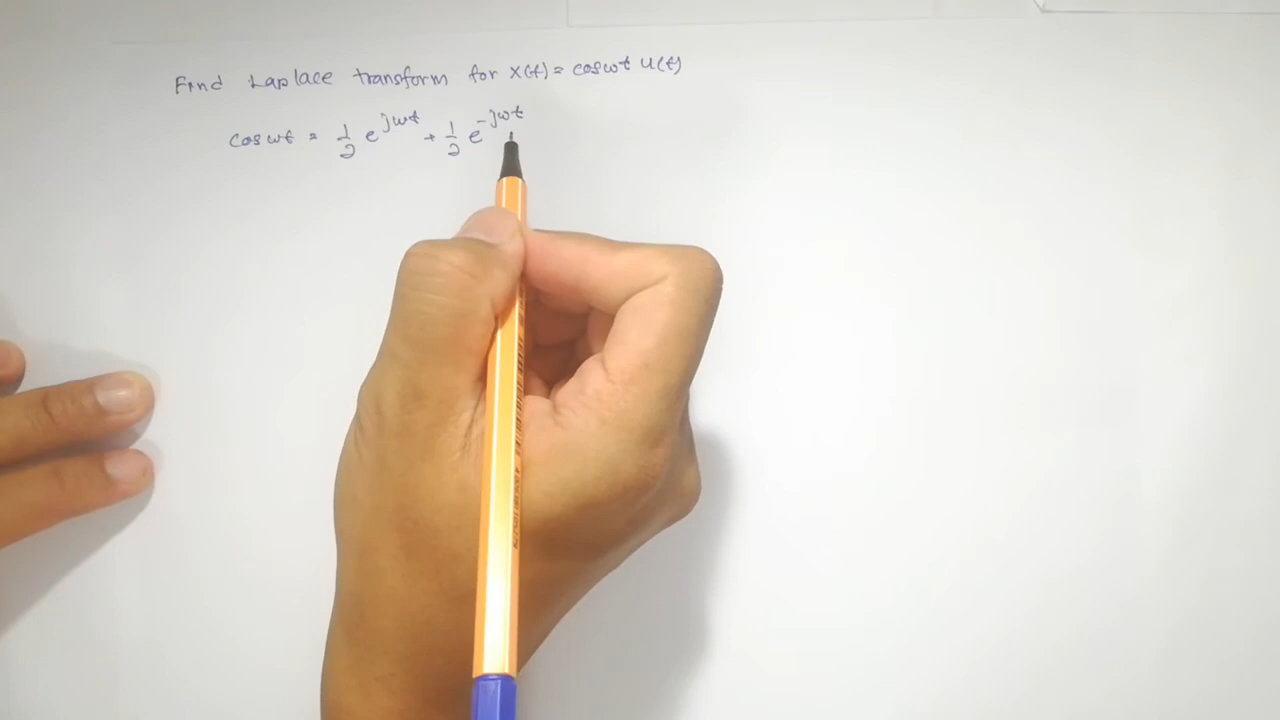 Find Laplace transform for x(t) = cosωt u(t)
cosωt = 1/2 e^jωt + 1/2 e^-jωt